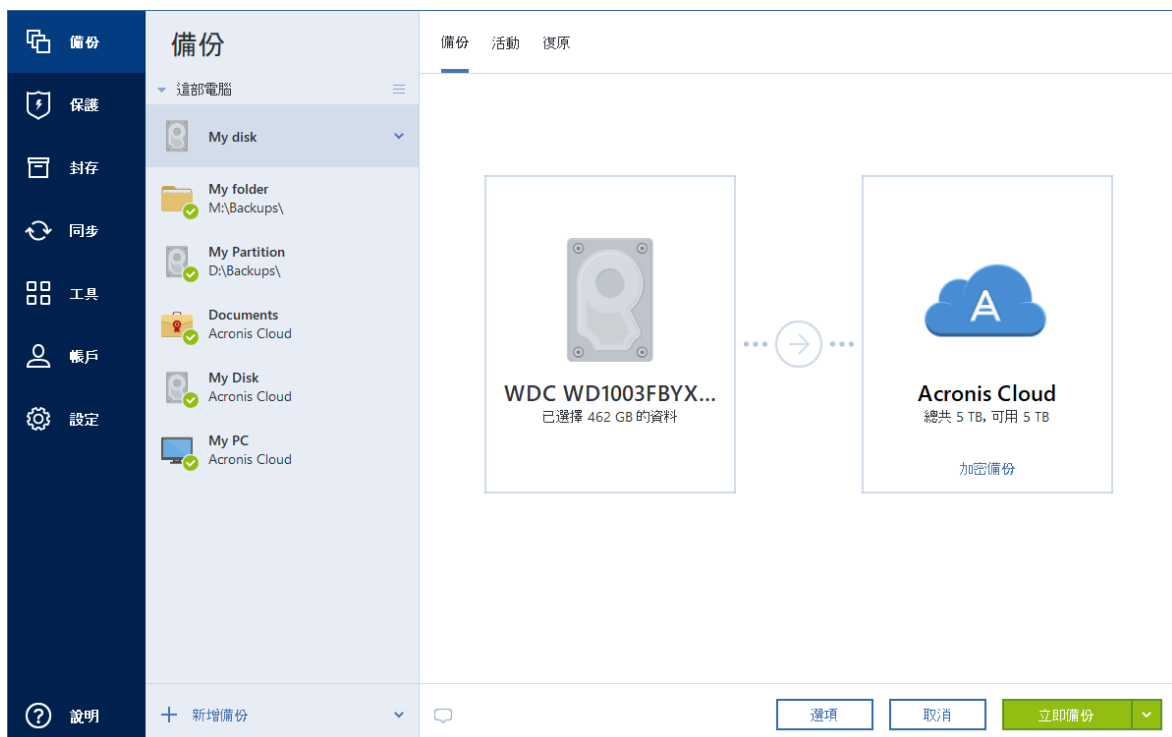 備份
保護
封存
同步
工具
帳戶
設定
說明
備份
這部電腦
My disk
My folder
M:\Backups\
My Partition
D:\Backups\
Documents
Acronis Cloud
My Disk
Acronis Cloud
My PC
Acronis Cloud
新增備份
備份 活動 復原
WDC WD1003FBYX...
已選擇 462 GB 的資料
Acronis Cloud
總共 5 TB, 可用 5 TB
加密備份
選項 取消 立即備份